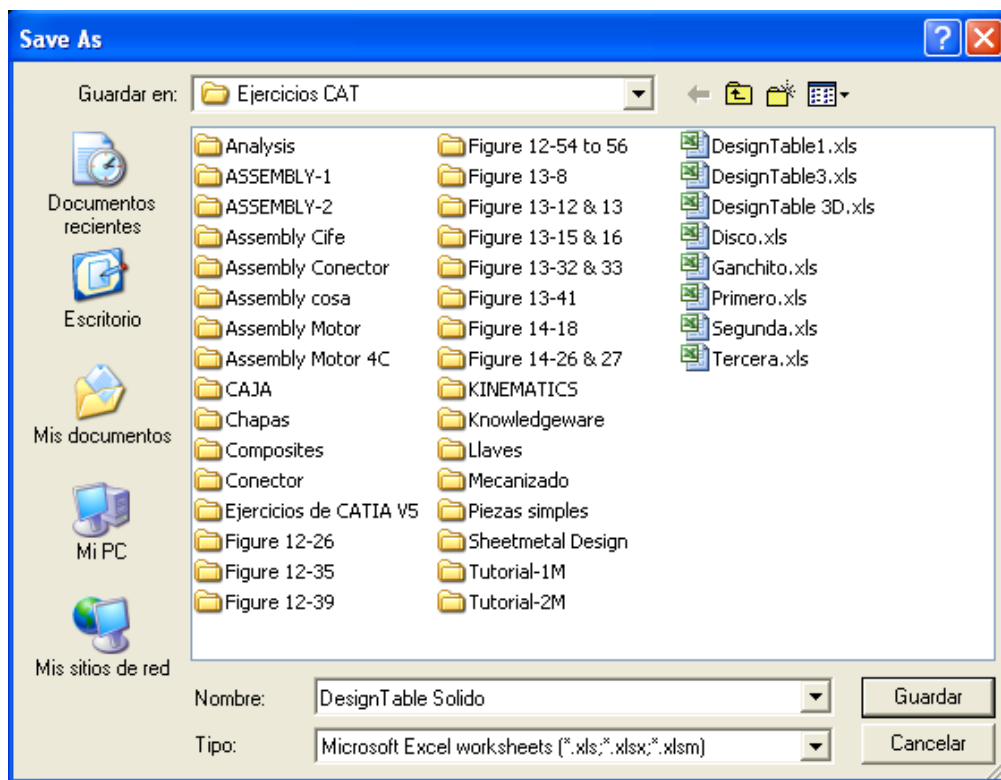 Save As
Guardar en:
Ejercicios CAT
Documentos
recientes
Escritorio
Mis documentos
Mi PC
Mis sitios de red
Analysis
ASSEMBLY-1
ASSEMBLY-2
Assembly Cife
Assembly Conector
Assembly cosa
Assembly Motor
Assembly Motor 4C
CAJA
Chapas
Composites
Conector
Ejercicios de CATIA V5
Figure 12-26
Figure 12-35
Figure 12-39
Figure 12-54 to 56
Figure 13-8
Figure 13-12 & 13
Figure 13-15 & 16
Figure 13-32 & 33
Figure 13-41
Figure 14-18
Figure 14-26 & 27
KINEMATICS
Knowledgeware
Llaves
Mecanizado
Piezas simples
Sheetmetal Design
Tutorial-1M
Tutorial-2M
DesignTable1.xls
DesignTable3.xls
DesignTable 3D.xls
Disco.xls
Ganchito.xls
Primero.xls
Segunda.xls
Tercera.xls
Nombre:
DesignTable Solido
Guardar
Tipo:
Microsoft Excel worksheets (*.xls;*.xlsx;*.xlsm)
Cancelar